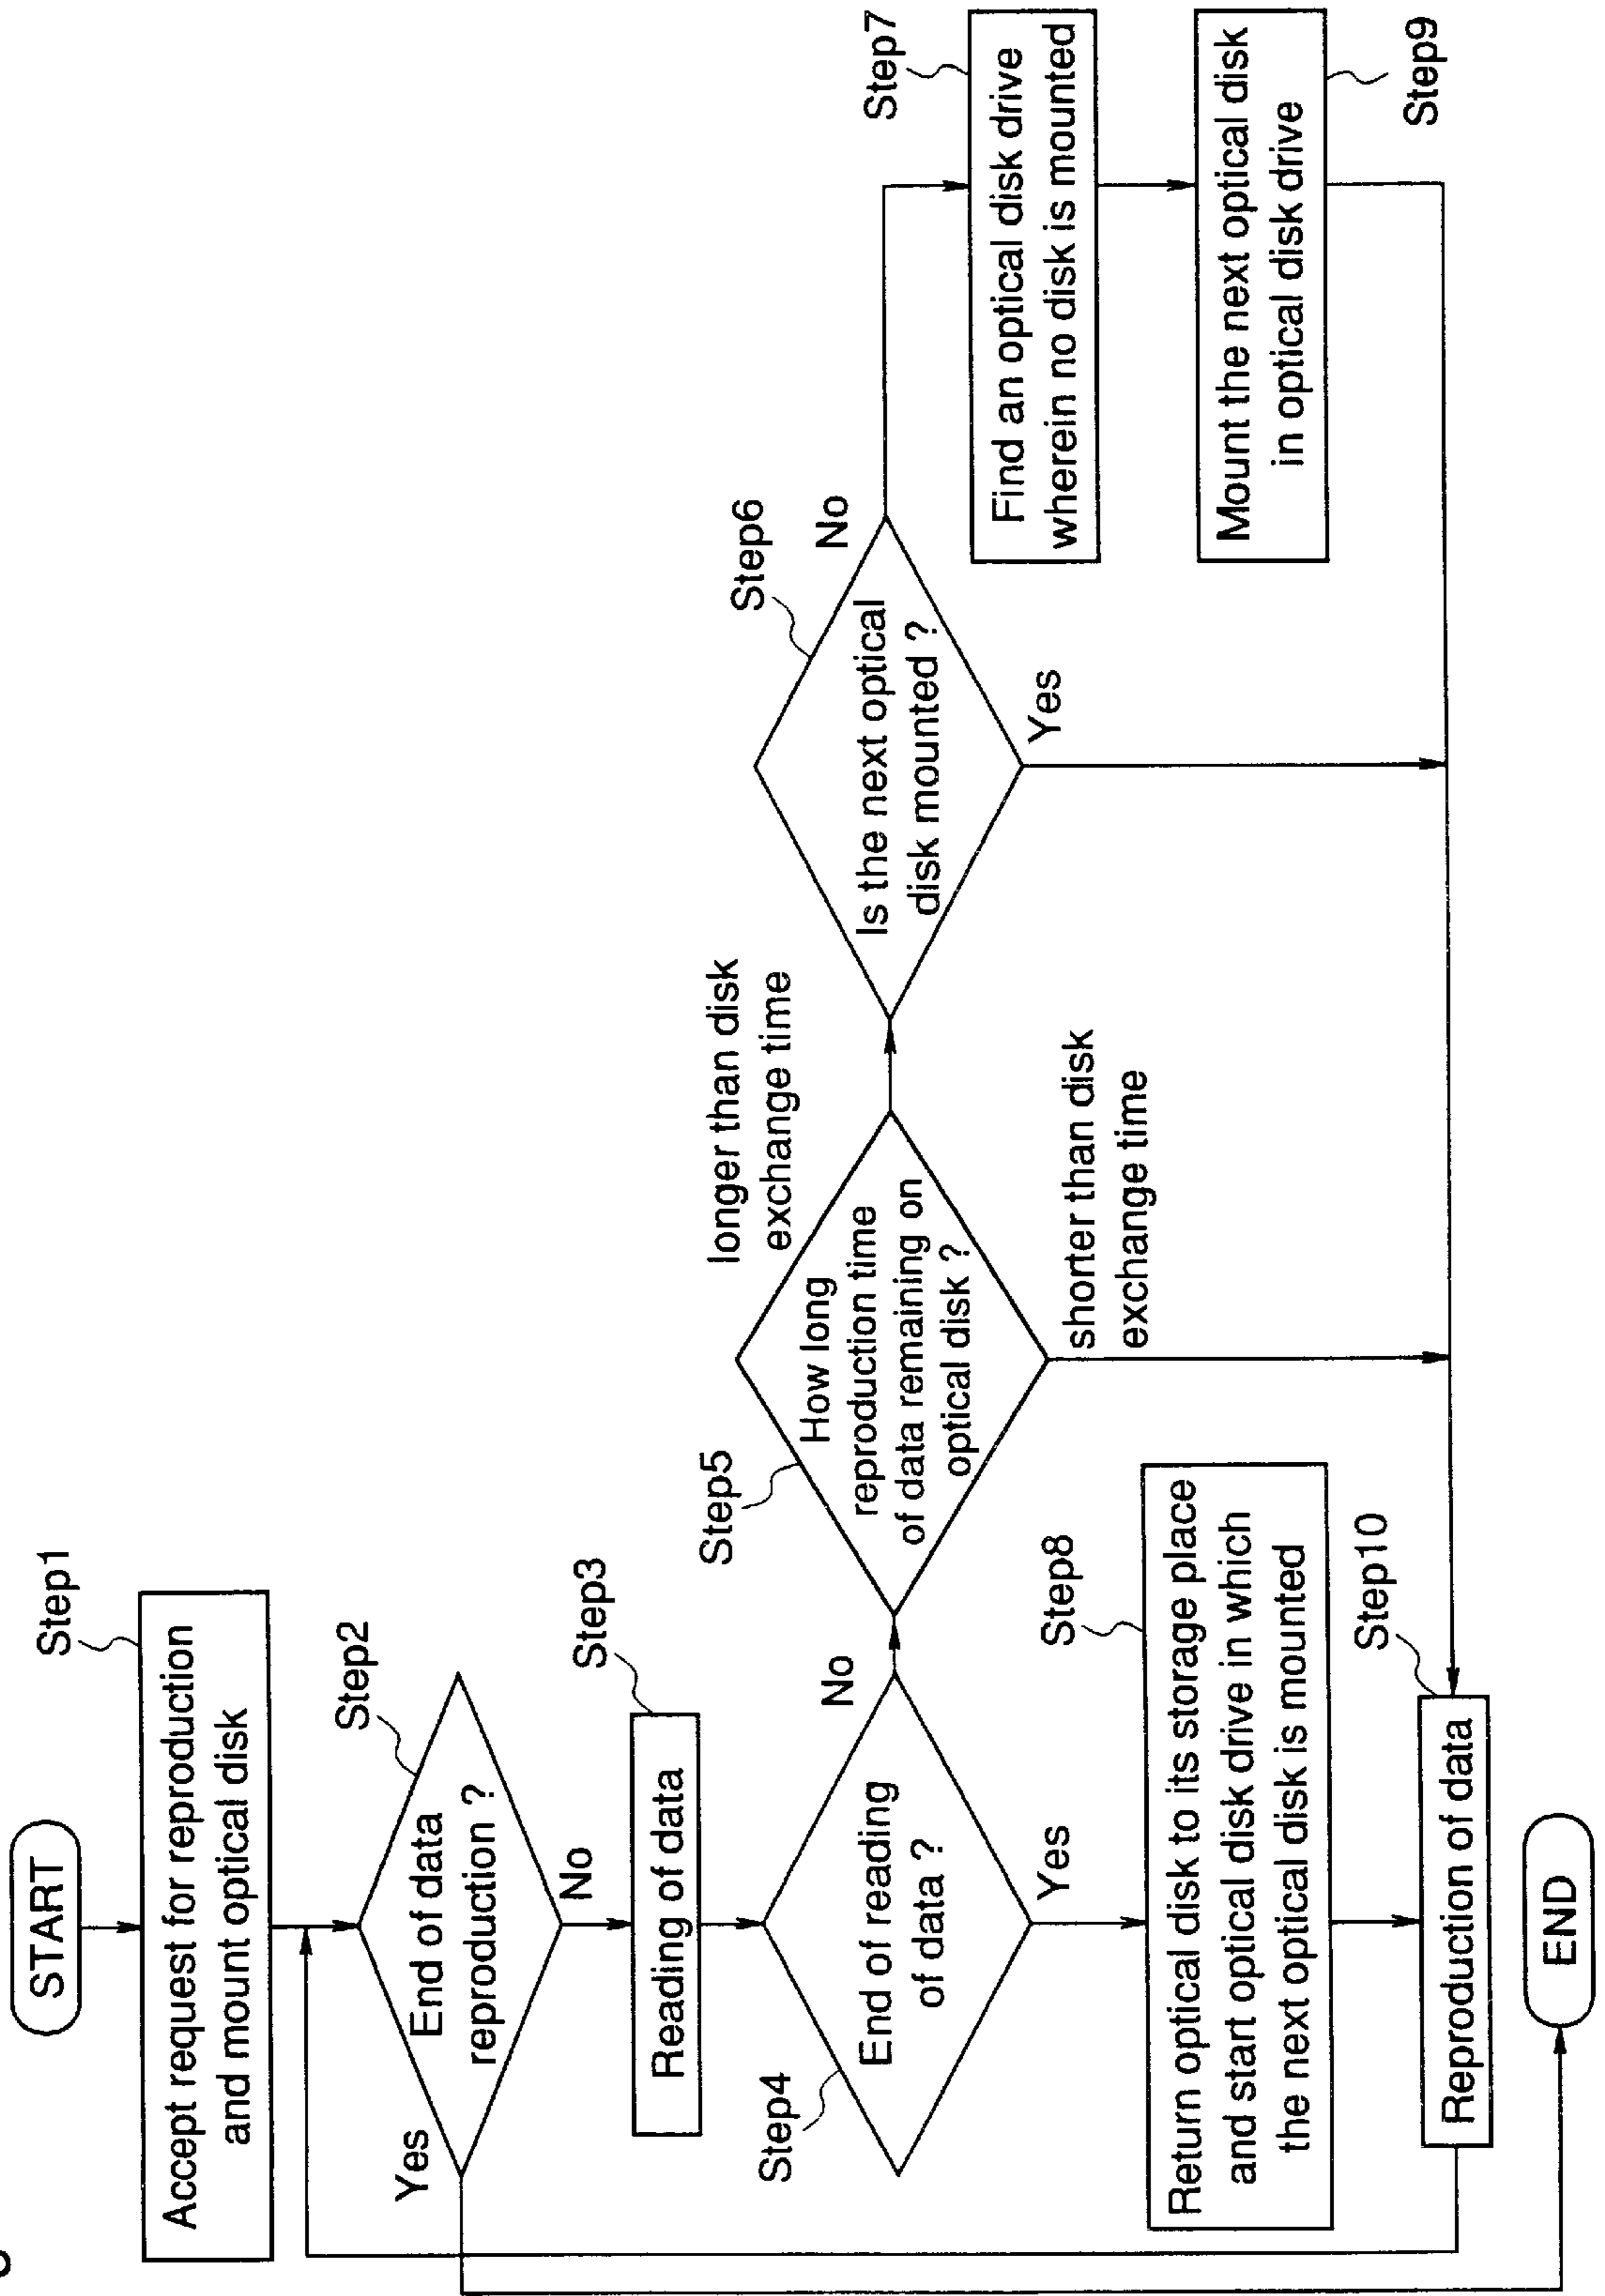 START
Step1
Accept request for reproduction
and mount optical disk
Step2
End of data
reproduction ?
Yes
No
Step3
Reading of data
Step4
End of reading
of data ?
No
Yes
Step5
How long
reproduction time
of data remaining on
optical disk ?
longer than disk
exchange time
shorter than disk
exchange time
Step6
Is the next optical
disk mounted ?
No
Yes
Step7
Find an optical disk drive
wherein no disk is mounted
Mount the next optical disk
in optical disk drive
Step9
Step8
Return optical disk to its storage place
and start optical disk drive in which
the next optical disk is mounted
Step10
Reproduction of data
END